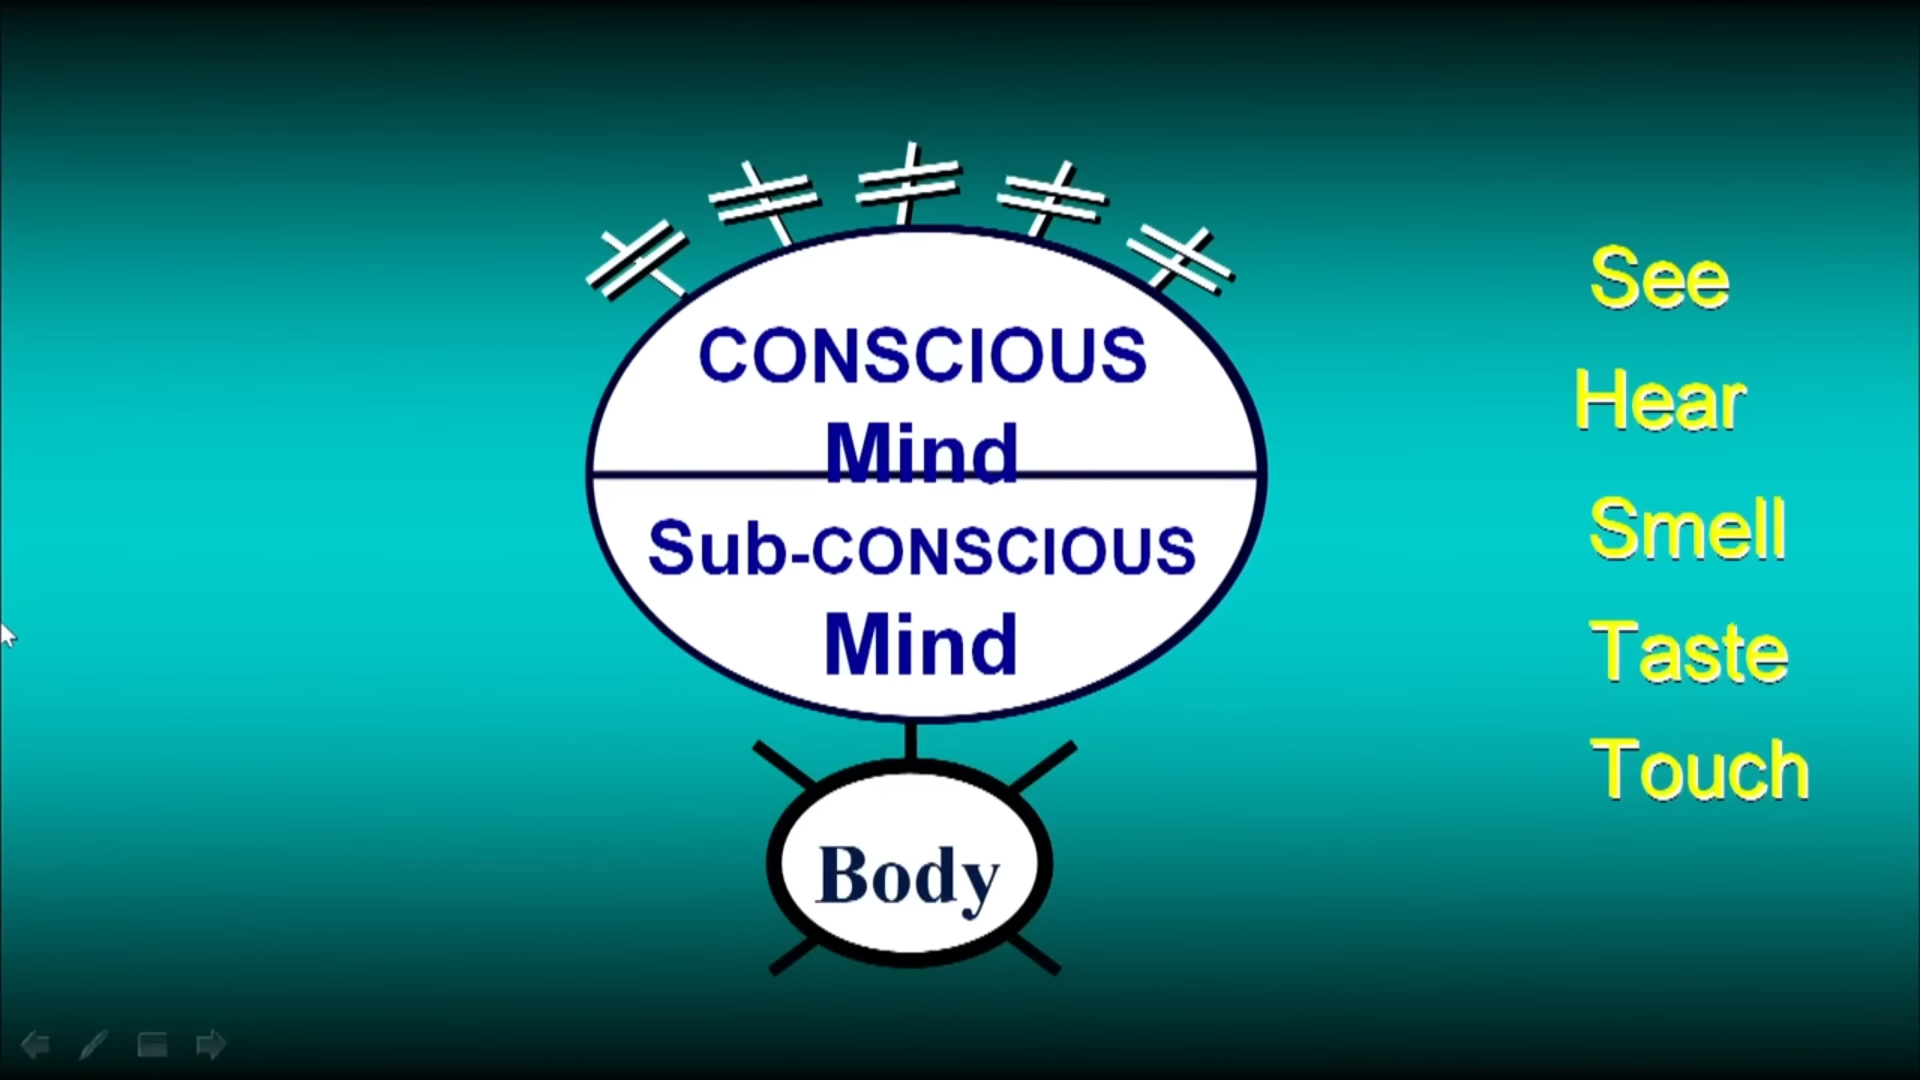 CONSCIOUS
Mind
Sub-CONSCIOUS
Mind
Body
See
Hear
Smell
Taste
Touch